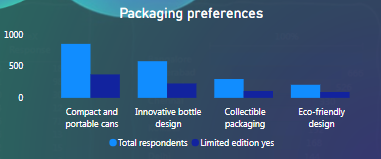 Packaging preferences
1000
500
0
Compact and portable cans
Innovative bottle design
Collectible packaging
Eco-friendly design
Total respondents
Limited edition yes